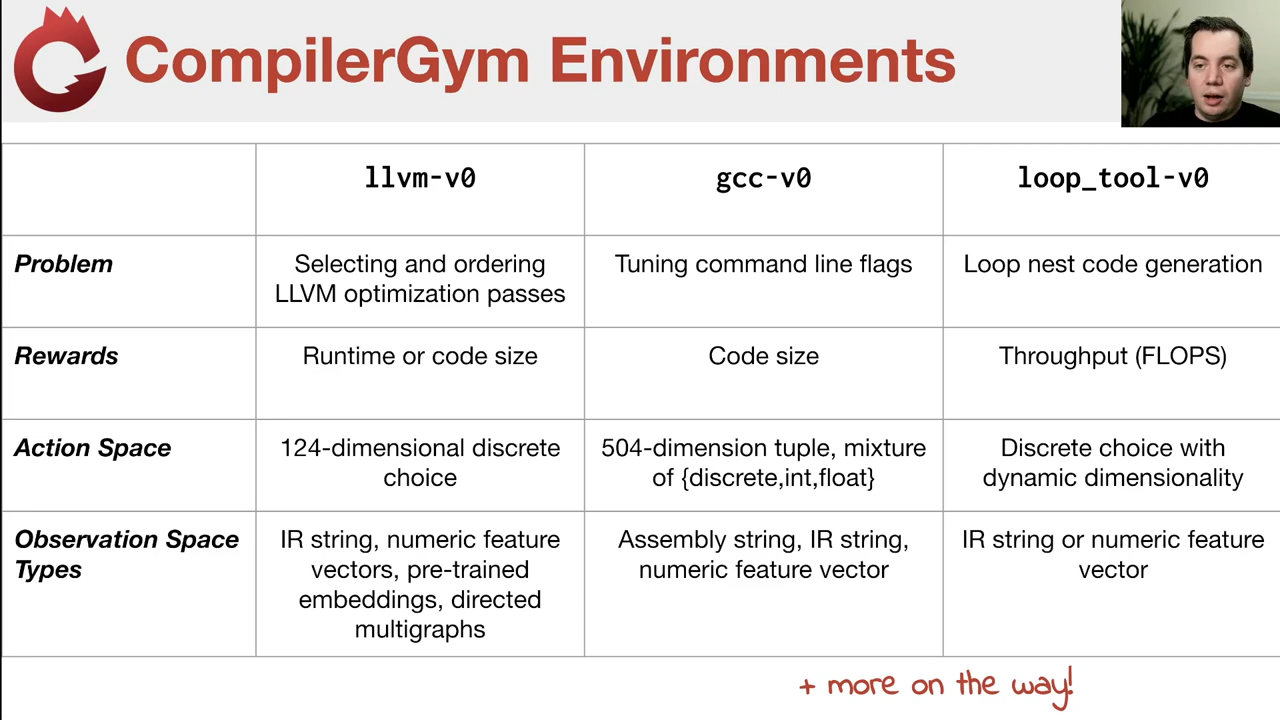 CompilerGym Environments
llvm-v0
gcc-v0
loop_tool-v0
Problem
Selecting and ordering
LLVM optimization passes
Tuning command line flags
Loop nest code generation
Rewards
Runtime or code size
Code size
Throughput (FLOPS)
Action Space
124-dimensional discrete
choice
504-dimension tuple, mixture
of {discrete,int,float}
Discrete choice with
dynamic dimensionality
Observation Space
Types
IR string, numeric feature
vectors, pre-trained
embeddings, directed
multigraphs
Assembly string, IR string,
numeric feature vector
IR string or numeric feature
vector
+ more on the way!